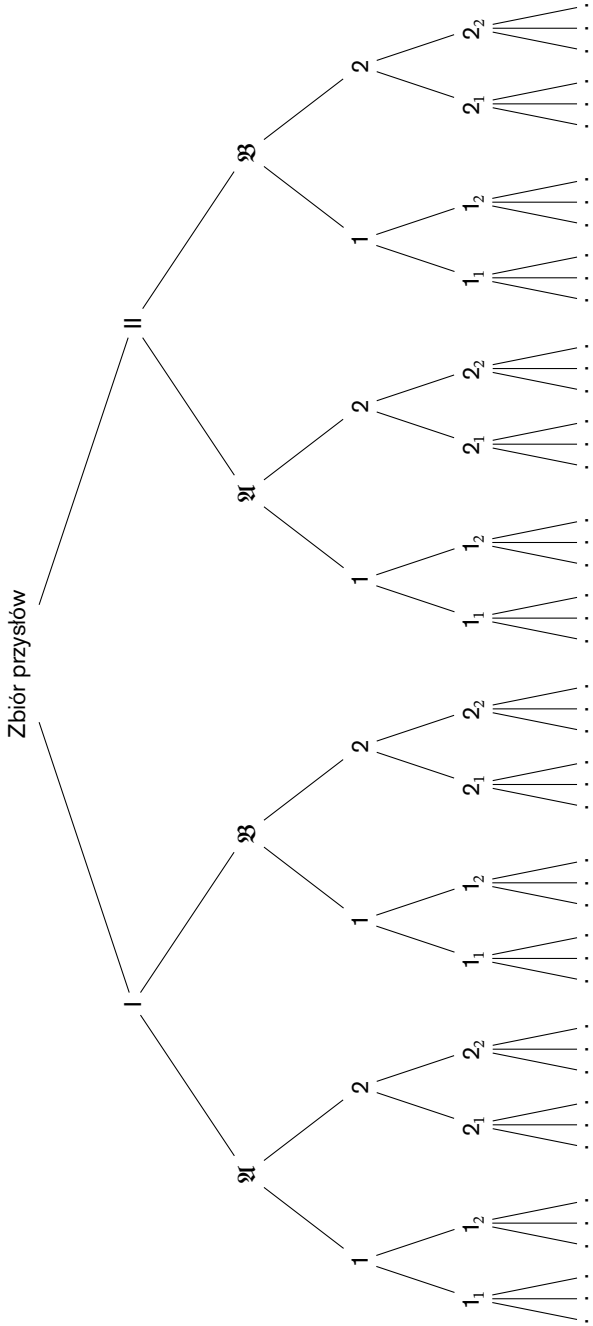 Zbiór przysłów
I II
𝔄 𝔅 𝔄 𝔅
1 2 1 2 1 2 1 2
1₁ 1₂ 2₁ 2₂ 1₁ 1₂ 2₁ 2₂ 1₁ 1₂ 2₁ 2₂ 1₁ 1₂ 2₁ 2₂
. . . . . . . . . . . . . . . . . . . . . . . . . . . . . . . . . . . . . . . . . . . . . . . .